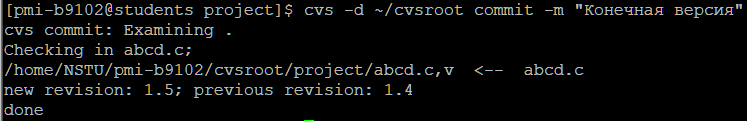 [pmi-b9102@students project]$ cvs -d ~/cvsroot commit -m "Конечная версия"
cvs commit: Examining .
Checking in abcd.c;
/home/NSTU/pmi-b9102/cvsroot/project/abcd.c,v  <--  abcd.c
new revision: 1.5; previous revision: 1.4
done